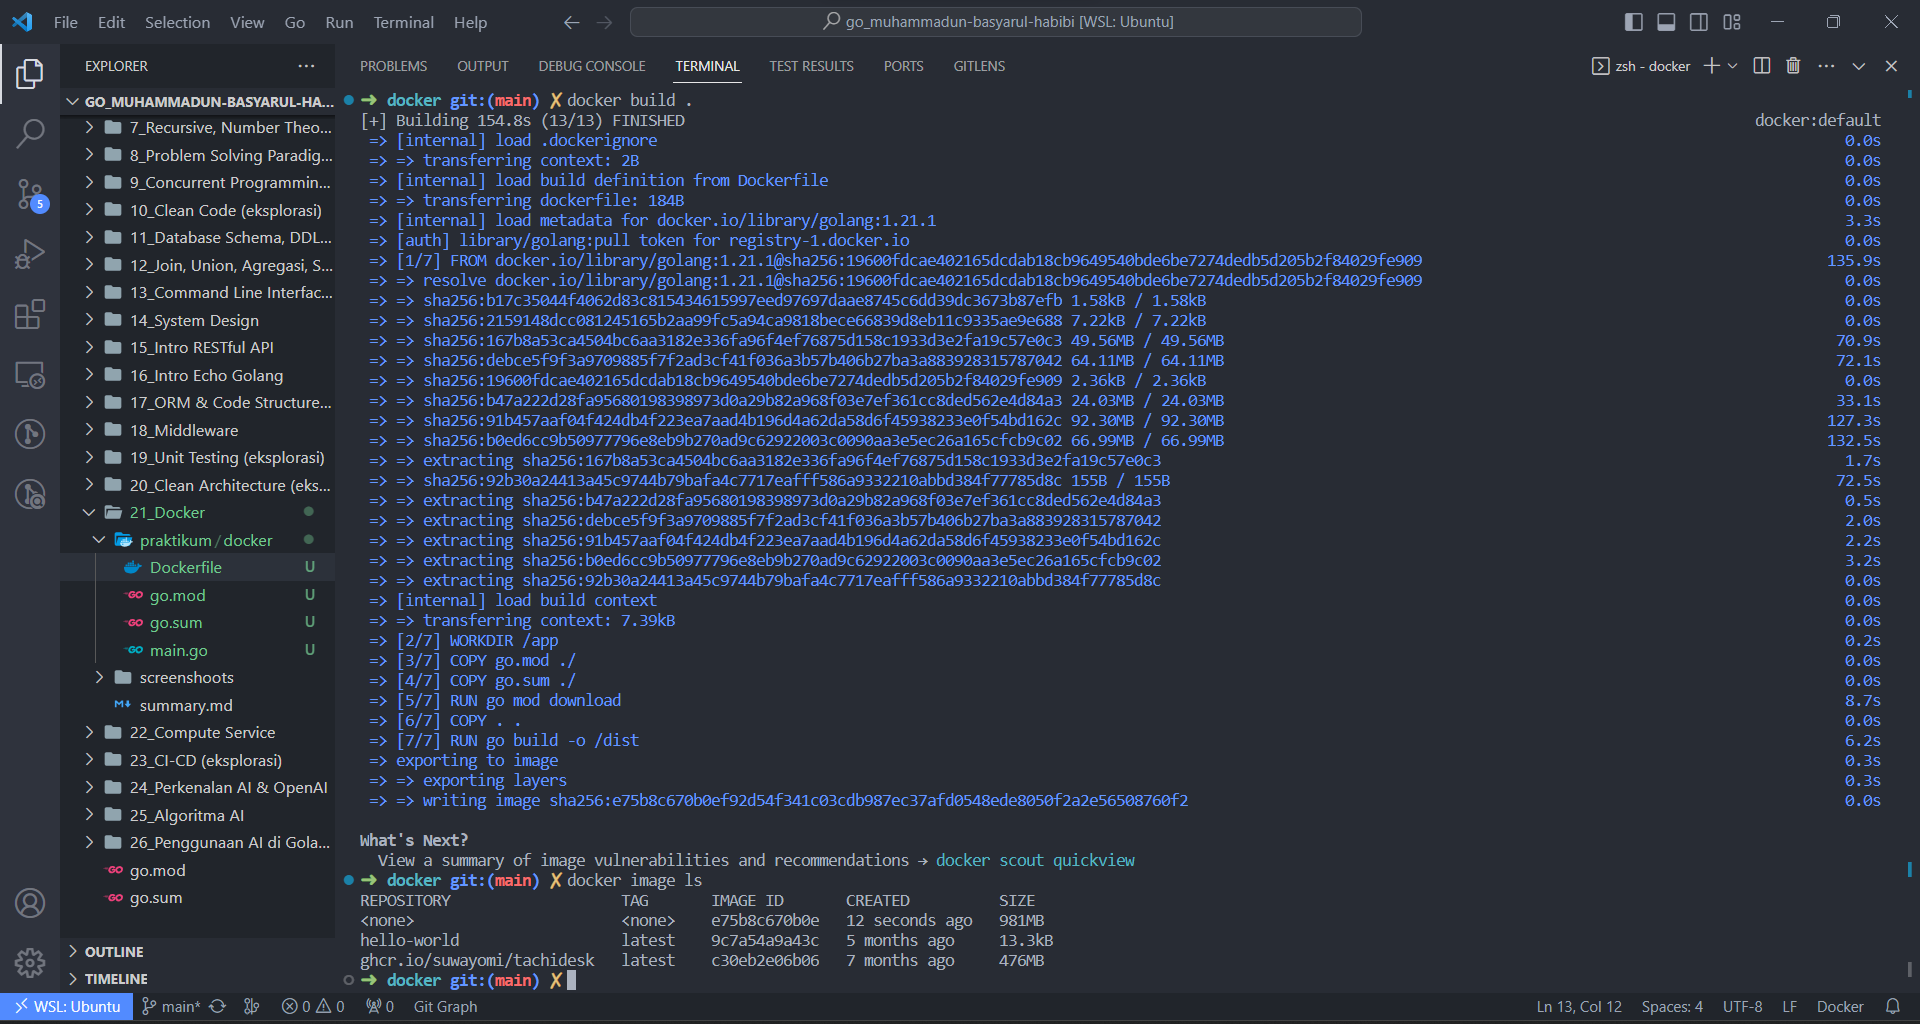 File Edit Selection View Go Run Terminal Help
go_muhammadun-basyarul-habibi [WSL: Ubuntu]
EXPLORER
GO_MUHAMMADUN-BASYARUL-HA...
7_Recursive, Number Theo...
8_Problem Solving Paradig...
9_Concurrent Programmin...
10_Clean Code (eksplorasi)
11_Database Schema, DDL...
12_Join, Union, Agregasi, S...
13_Command Line Interfac...
14_System Design
15_Intro RESTful API
16_Intro Echo Golang
17_ORM & Code Structure...
18_Middleware
19_Unit Testing (eksplorasi)
20_Clean Architecture (eks...
21_Docker
praktikum / docker
Dockerfile U
go.mod U
go.sum U
main.go U
screenshoots
summary.md
22_Compute Service
23_CI-CD (eksplorasi)
24_Perkenalan AI & OpenAI
25_Algoritma AI
26_Penggunaan AI di Gola...
go.mod
go.sum
OUTLINE
TIMELINE
5
PROBLEMS OUTPUT DEBUG CONSOLE TERMINAL TEST RESULTS PORTS GITLENS
zsh - docker
➜ docker git:(main) ✗ docker build .
[+] Building 154.8s (13/13) FINISHED docker:default
=> [internal] load .dockerignore 0.0s
=> => transferring context: 2B 0.0s
=> [internal] load build definition from Dockerfile 0.0s
=> => transferring dockerfile: 184B 0.0s
=> [internal] load metadata for docker.io/library/golang:1.21.1 3.3s
=> [auth] library/golang:pull token for registry-1.docker.io 0.0s
=> [1/7] FROM docker.io/library/golang:1.21.1@sha256:19600fdcae402165dcdab18cb9649540bde6be7274dedb5d205b2f84029fe909 135.9s
=> => resolve docker.io/library/golang:1.21.1@sha256:19600fdcae402165dcdab18cb9649540bde6be7274dedb5d205b2f84029fe909 0.0s
=> => sha256:b17c35044f4062d83c815434615997eed97697daae8745c6dd39dc3673b87efb 1.58kB / 1.58kB 0.0s
=> => sha256:2159148dcc081245165b2aa99fc5a94ca9818bece66839d8eb11c9335ae9e688 7.22kB / 7.22kB 0.0s
=> => sha256:167b8a53ca4504bc6aa3182e336fa96f4ef76875d158c1933d3e2fa19c57e0c3 49.56MB / 49.56MB 70.9s
=> => sha256:debce5f9f3a9709885f7f2ad3cf41f036a3b57b406b27ba3a883928315787042 64.11MB / 64.11MB 72.1s
=> => sha256:19600fdcae402165dcdab18cb9649540bde6be7274dedb5d205b2f84029fe909 2.36kB / 2.36kB 0.0s
=> => sha256:b47a222d28fa95680198398973d0a29b82a968f03e7ef361cc8ded562e4d84a3 24.03MB / 24.03MB 33.1s
=> => sha256:91b457aaf04f424db4f223ea7aad4b196d4a62da58d6f45938233e0f54bd162c 92.30MB / 92.30MB 127.3s
=> => sha256:b0ed6cc9b50977796e8eb9b270ad9c62922003c0090aa3e5ec26a165cfcb9c02 66.99MB / 66.99MB 132.5s
=> => extracting sha256:167b8a53ca4504bc6aa3182e336fa96f4ef76875d158c1933d3e2fa19c57e0c3 1.7s
=> => sha256:92b30a24413a45c9744b79bafa4c7717eafff586a9332210abbd384f77785d8c 155B / 155B 72.5s
=> => extracting sha256:b47a222d28fa95680198398973d0a29b82a968f03e7ef361cc8ded562e4d84a3 0.5s
=> => extracting sha256:debce5f9f3a9709885f7f2ad3cf41f036a3b57b406b27ba3a883928315787042 2.0s
=> => extracting sha256:91b457aaf04f424db4f223ea7aad4b196d4a62da58d6f45938233e0f54bd162c 2.2s
=> => extracting sha256:b0ed6cc9b50977796e8eb9b270ad9c62922003c0090aa3e5ec26a165cfcb9c02 3.2s
=> => extracting sha256:92b30a24413a45c9744b79bafa4c7717eafff586a9332210abbd384f77785d8c 0.0s
=> [internal] load build context 0.0s
=> => transferring context: 7.39kB 0.0s
=> [2/7] WORKDIR /app 0.2s
=> [3/7] COPY go.mod ./ 0.0s
=> [4/7] COPY go.sum ./ 0.0s
=> [5/7] RUN go mod download 8.7s
=> [6/7] COPY . . 0.0s
=> [7/7] RUN go build -o /dist 6.2s
=> exporting to image 0.3s
=> => exporting layers 0.3s
=> => writing image sha256:e75b8c670b0ef92d54f341c03cdb987ec37afd0548ede8050f2a2e56508760f2 0.0s
What's Next?
View a summary of image vulnerabilities and recommendations → docker scout quickview
➜ docker git:(main) ✗ docker image ls
REPOSITORY TAG IMAGE ID CREATED SIZE
<none> <none> e75b8c670b0e 12 seconds ago 981MB
hello-world latest 9c7a54a9a43c 5 months ago 13.3kB
ghcr.io/suwayomi/tachidesk latest c30eb2e06b06 7 months ago 476MB
➜ docker git:(main) ✗
WSL: Ubuntu main* 0 0 0 Git Graph Ln 13, Col 12 Spaces: 4 UTF-8 LF Docker